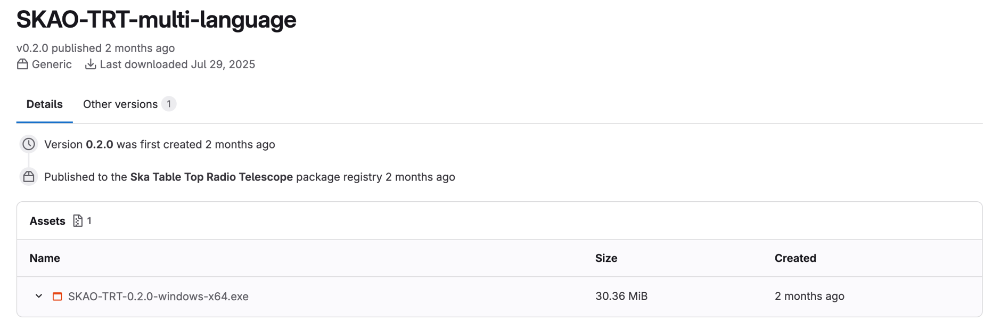 SKAO-TRT-multi-language
v0.2.0 published 2 months ago
Generic Last downloaded Jul 29, 2025
Details Other versions 1
Version 0.2.0 was first created 2 months ago
Published to the Ska Table Top Radio Telescope package registry 2 months ago
Assets 1
Name Size Created
SKAO-TRT-0.2.0-windows-x64.exe 30.36 MiB 2 months ago